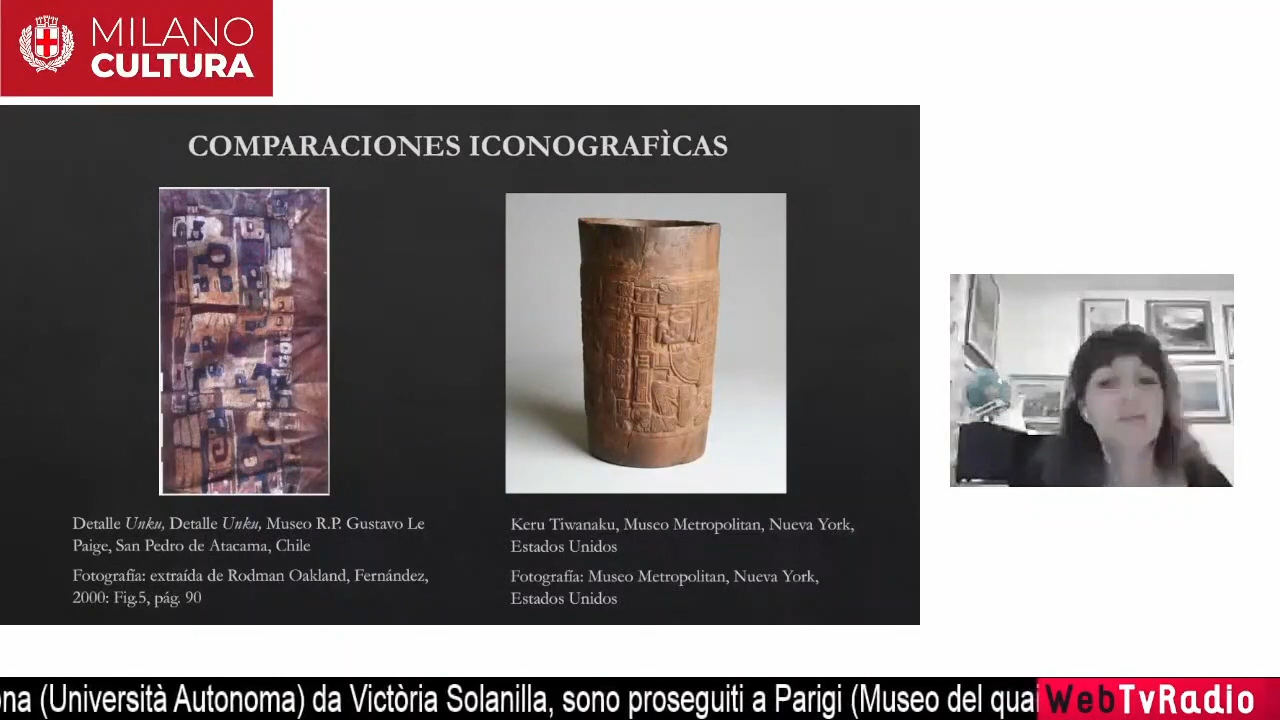 MILANO
CULTURA
COMPARACIONES ICONOGRAFÌCAS
Detalle Unku, Detalle Unku, Museo R.P. Gustavo Le
Paige, San Pedro de Atacama, Chile
Fotografía: extraída de Rodman Oakland, Fernández,
2000: Fig.5, pág. 90
Keru Tiwanaku, Museo Metropolitan, Nueva York,
Estados Unidos
Fotografía: Museo Metropolitan, Nueva York,
Estados Unidos
ona (Università Autonoma) da Victòria Solanilla, sono proseguiti a Parigi (Museo del quai
WebTvRadio